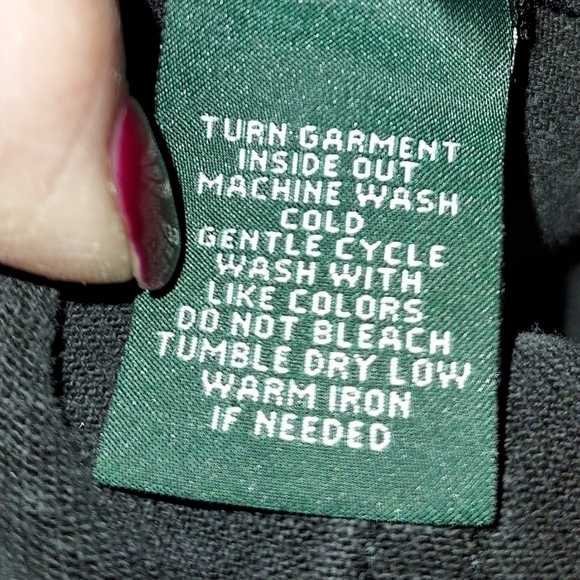 TURN GARMENT
INSIDE OUT
MACHINE WASH
COLD
GENTLE CYCLE
WASH WITH
LIKE COLORS
DO NOT BLEACH
TUMBLE DRY LOW
WARM IRON
IF NEEDED